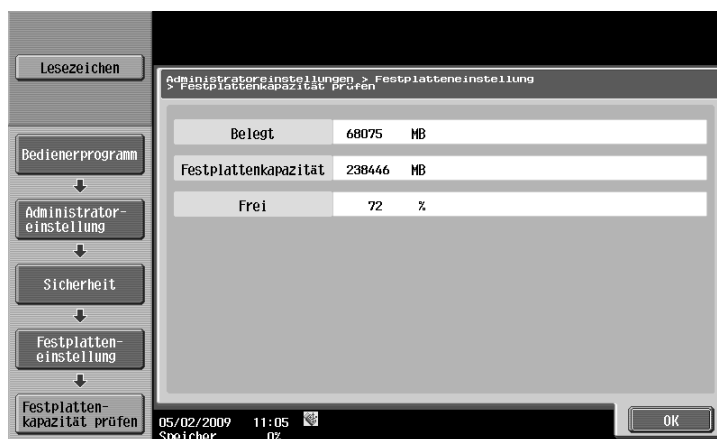 Lesezeichen
Administratoreinstellungen > Festplatteneinstellung
> Festplattenkapazität prüfen
Belegt 68075 MB
Festplattenkapazität 238446 MB
Frei 72 %
Bedienerprogramm
Administrator-
einstellung
Sicherheit
Festplatten-
einstellung
Festplatten-
kapazität prüfen
05/02/2009 11:05
Speicher 0%
OK